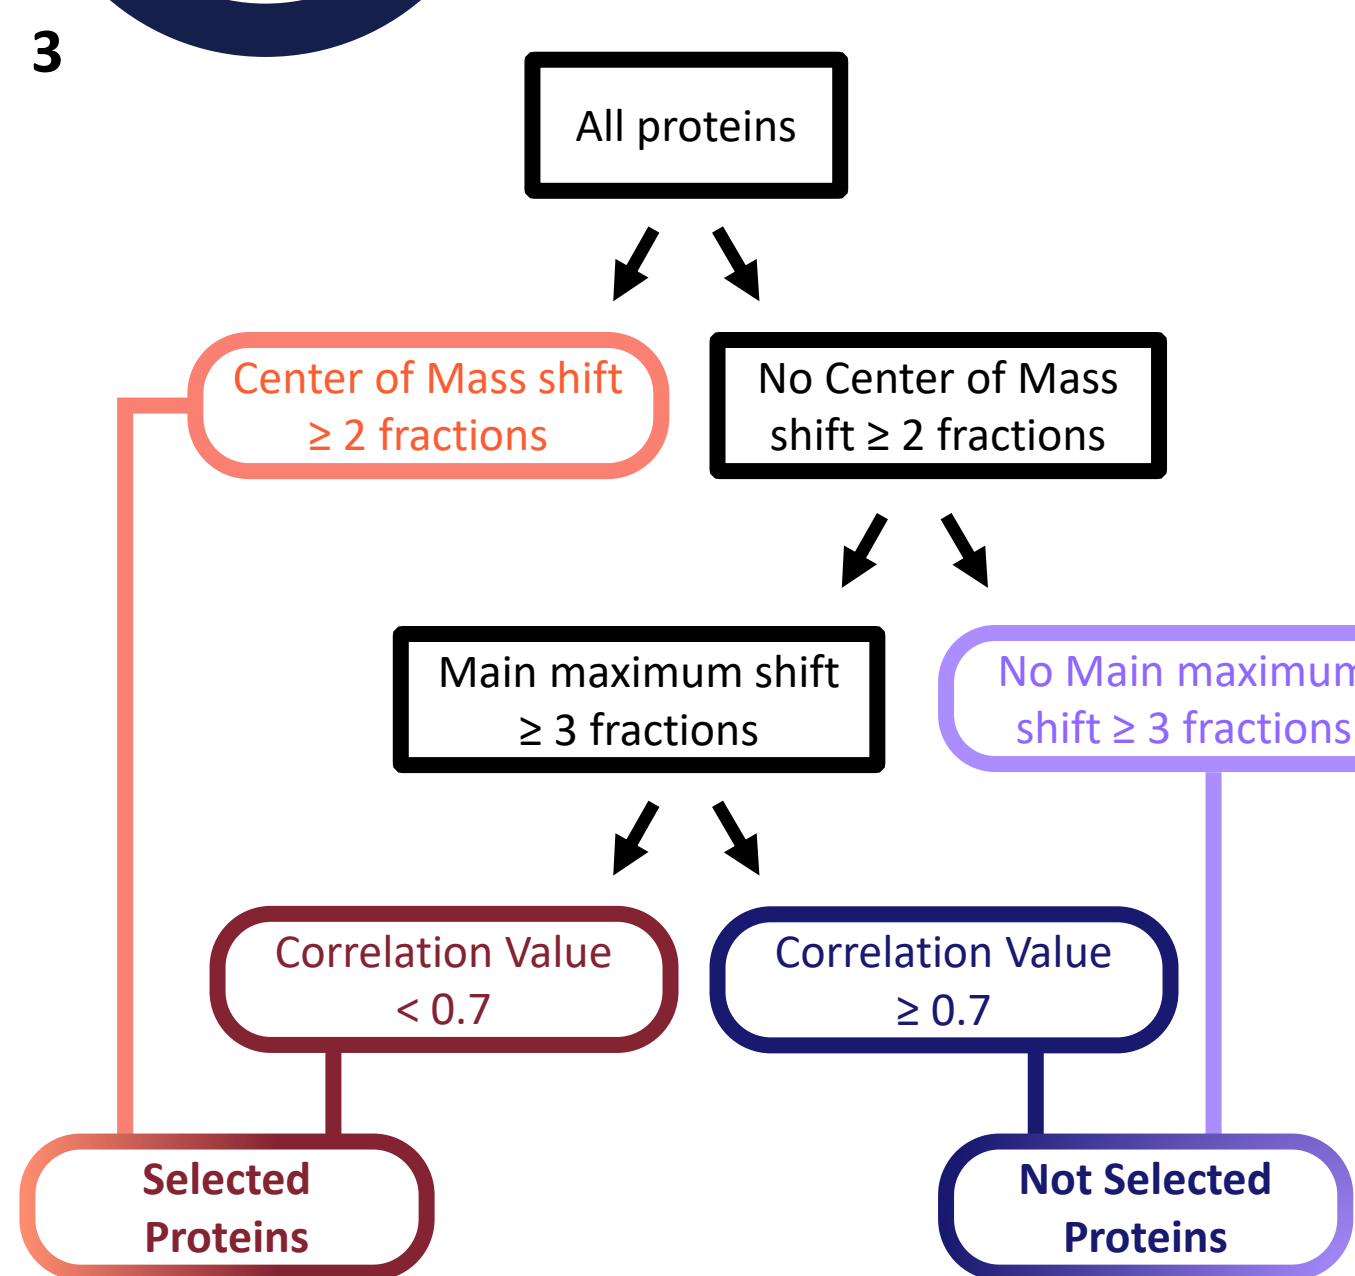 3
All proteins
Center of Mass shift
≥ 2 fractions
No Center of Mass
shift ≥ 2 fractions
Main maximum shift
≥ 3 fractions
No Main maximum
shift ≥ 3 fractions
Correlation Value
< 0.7
Correlation Value
≥ 0.7
Selected
Proteins
Not Selected
Proteins